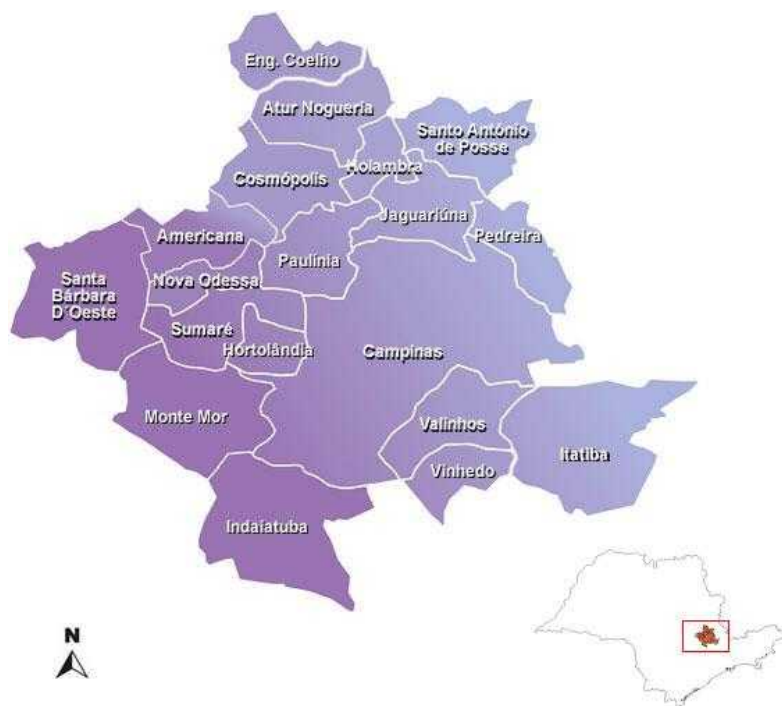 Eng. Coelho
Atur Nogueria
Santo António
de Posse
Holambra
Cosmópolis
Jaguariúna
Pedreira
Americana
Paulínia
Nova Odessa
Santa
Bárbara
D´Oeste
Sumaré
Hortolândia
Campinas
Monte Mor
Valinhos
Vinhedo
Itatiba
Indaiatuba
N